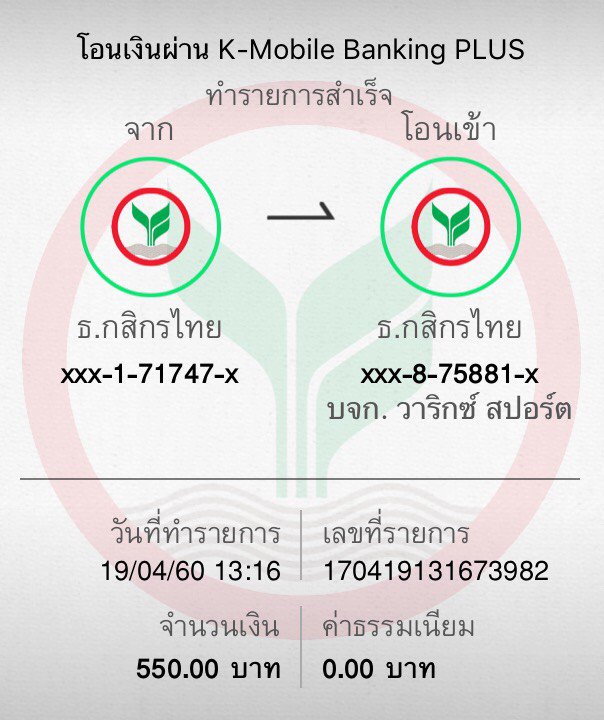 โอนเงินผ่าน K-Mobile Banking PLUS
ทำรายการสำเร็จ
จาก
โอนเข้า
ธ.กสิกรไทย
ธ.กสิกรไทย
xxx-1-71747-x
xxx-8-75881-x
บจก. วาริกซ์ สปอร์ต
วันที่ทำรายการ
เลขที่รายการ
19/04/60 13:16
170419131673982
จำนวนเงิน
ค่าธรรมเนียม
550.00 บาท
0.00 บาท